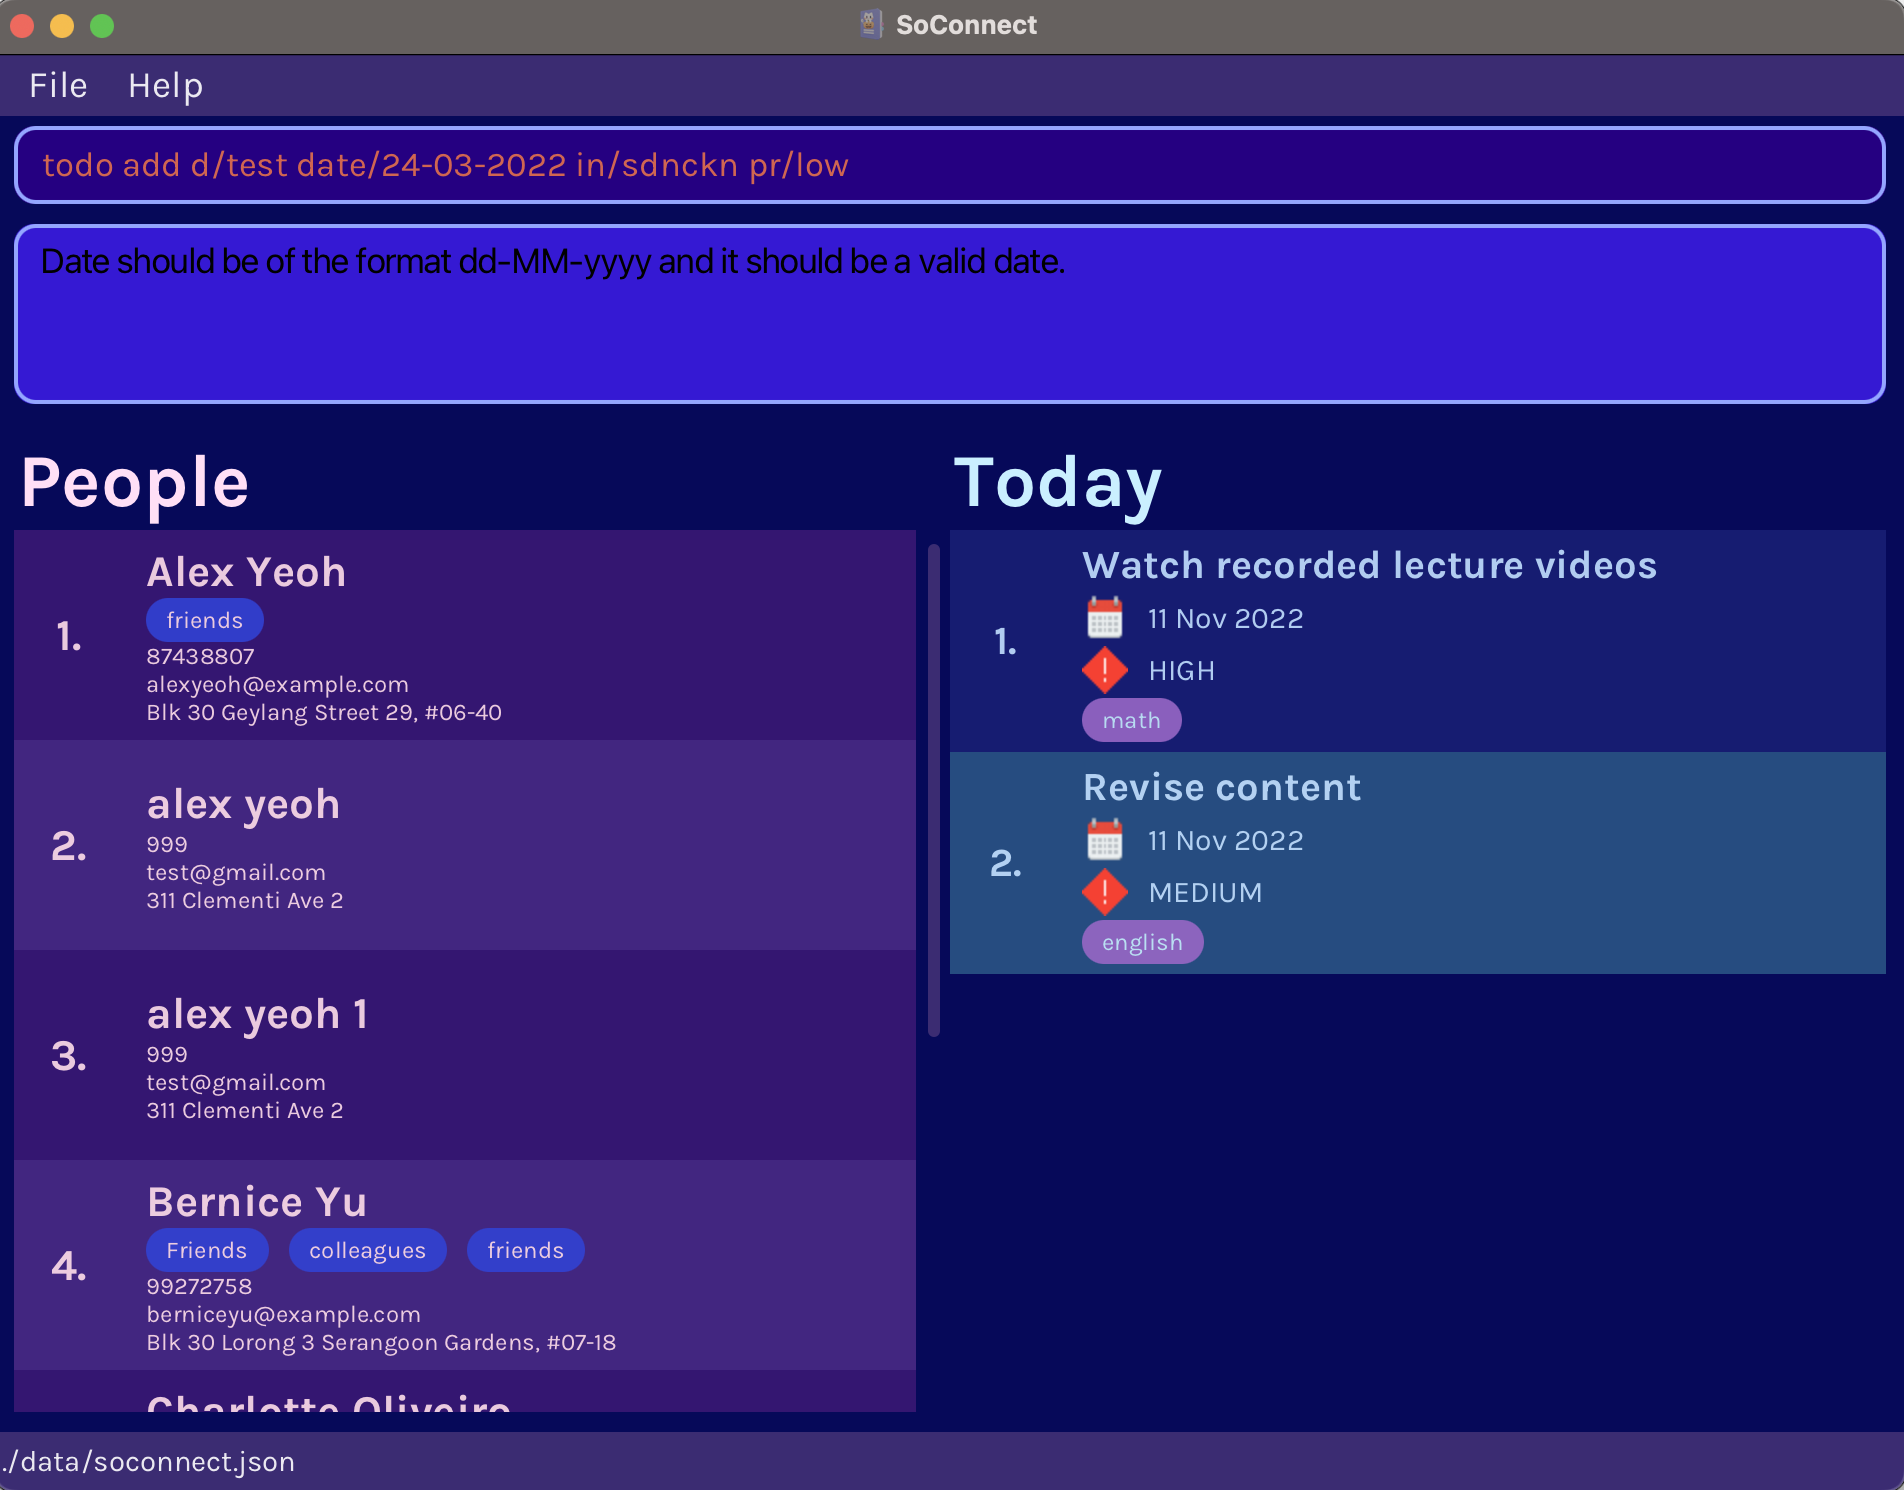 SoConnect
File Help
todo add d/test date/24-03-2022 in/sdnckn pr/low
Date should be of the format dd-MM-yyyy and it should be a valid date.
People
1.
Alex Yeoh
friends
87438807
alexyeoh@example.com
Blk 30 Geylang Street 29, #06-40
2.
alex yeoh
999
test@gmail.com
311 Clementi Ave 2
3.
alex yeoh 1
999
test@gmail.com
311 Clementi Ave 2
4.
Bernice Yu
Friends colleagues friends
99272758
berniceyu@example.com
Blk 30 Lorong 3 Serangoon Gardens, #07-18
Charlotte Oliveiro
Today
1.
Watch recorded lecture videos
11 Nov 2022
HIGH
math
2.
Revise content
11 Nov 2022
MEDIUM
english
./data/soconnect.json